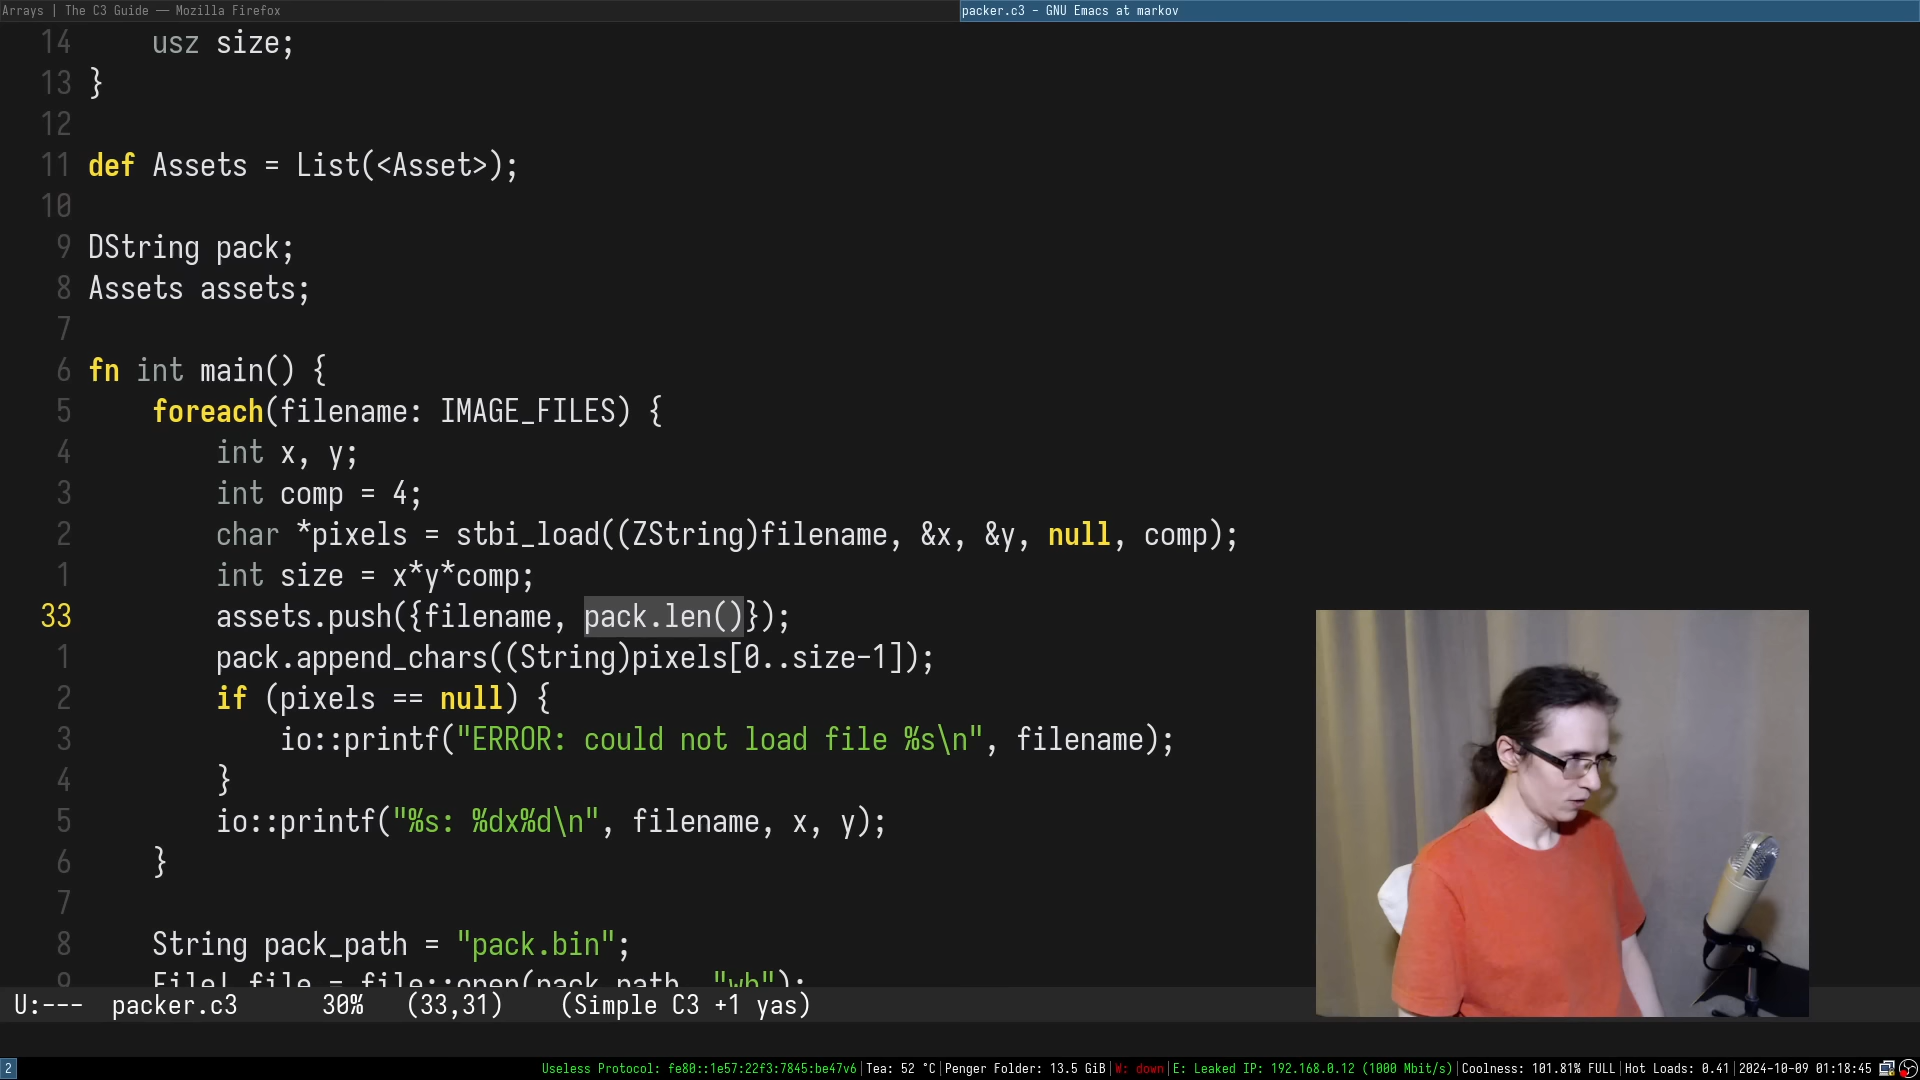 Arrays | The C3 Guide — Mozilla Firefox
packer.c3 - GNU Emacs at markov
14 usz size;
13 }
12
11 def Assets = List(<Asset>);
10
9 DString pack;
8 Assets assets;
7
6 fn int main() {
5 foreach(filename: IMAGE_FILES) {
4 int x, y;
3 int comp = 4;
2 char *pixels = stbi_load((ZString)filename, &x, &y, null, comp);
1 int size = x*y*comp;
33 assets.push({filename, pack.len()});
1 pack.append_chars((String)pixels[0..size-1]);
2 if (pixels == null) {
3 io::printf("ERROR: could not load file %s\n", filename);
4 }
5 io::printf("%s: %dx%d\n", filename, x, y);
6 }
7
8 String pack_path = "pack.bin";
9 File! file = file::open(pack_path, "wb");
U:--- packer.c3 30% (33,31) (Simple C3 +1 yas)
2 Useless Protocol: fe80::1e57:22f3:7845:be47v6 | Tea: 52 °C | Penger Folder: 13.5 GiB | W: down | E: Leaked IP: 192.168.0.12 (1000 Mbit/s) | Coolness: 101.81% FULL | Hot Loads: 0.41 | 2024-10-09 01:18:45